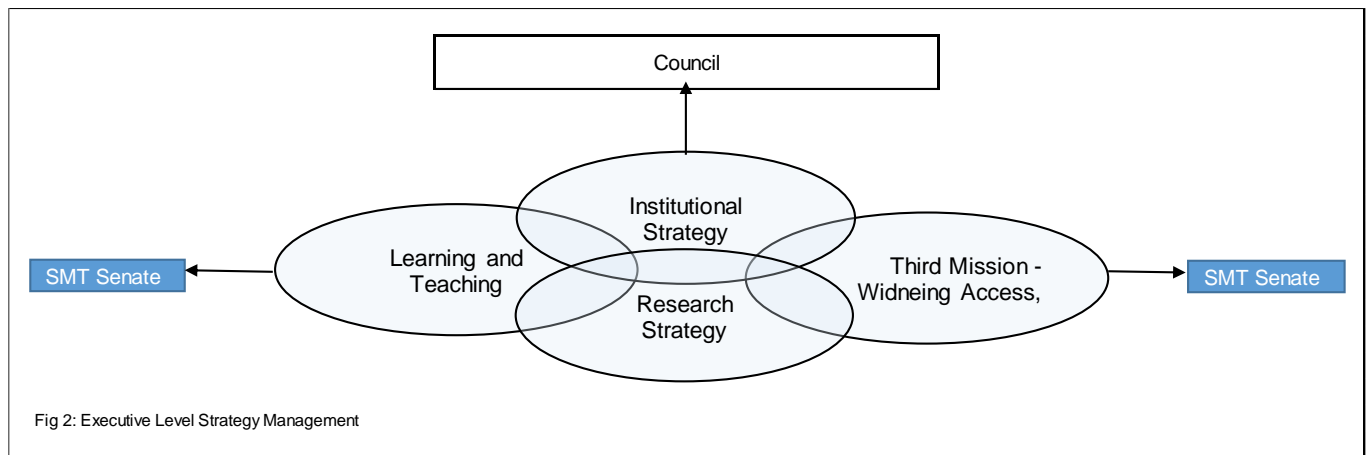 Council
Institutional
Strategy
Learning and
Teaching
Third Mission -
Widneing Access,
SMT Senate
SMT Senate
Research
Strategy
Fig 2: Executive Level Strategy Management